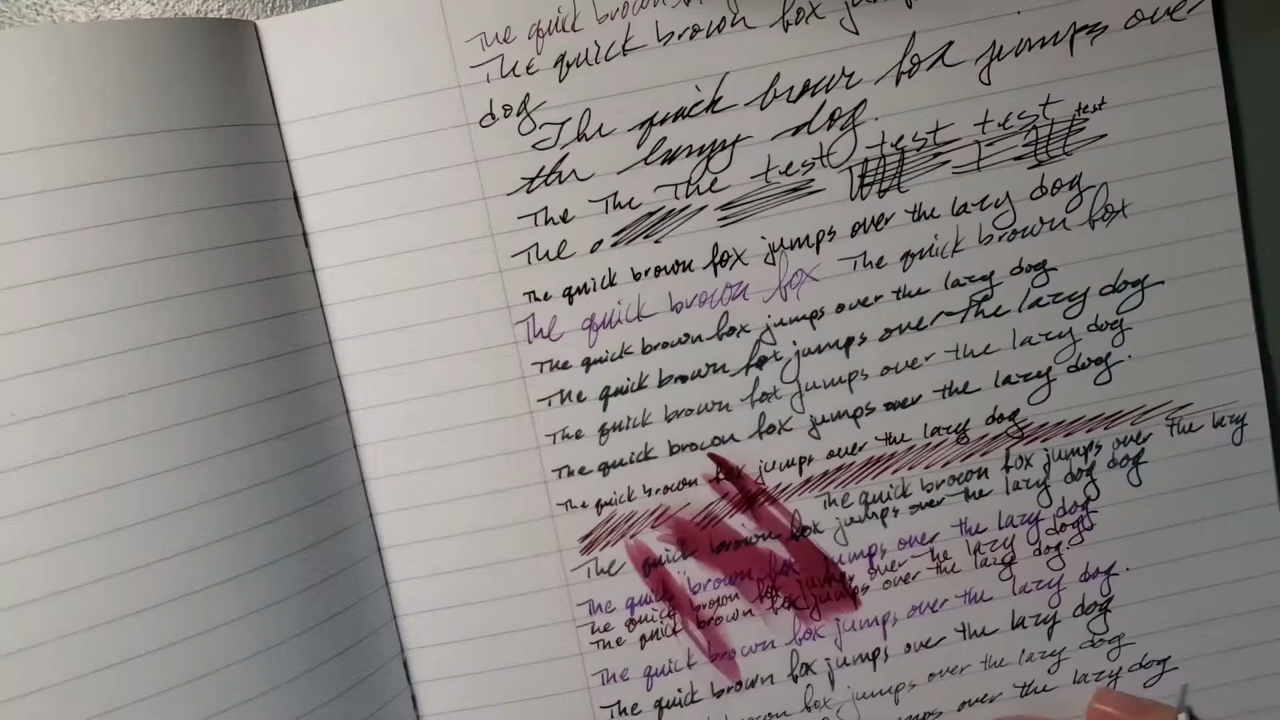 The quick brown
The quick brown fox
dog
The quick brown fox jumps over
the lazy dog.
The The The test test test test
The
The quick brown fox jumps over the lazy dog
The quick brown fox The quick brown fox
The quick brown fox jumps over the lazy dog
The quick brown fox jumps over The lazy dog
The quick brown fox jumps over the lazy dog
The quick brown fox jumps over the lazy dog.
The quick brown fox jumps over the lazy dog
The quick brown fox jumps over The lazy
The quick brown fox jumps over the lazy dog dog
The quick brown fox jumps over the lazy dog
The quick brown fox jumps over the lazy dog
The quick brown fox jumps over the lazy dog.
The quick brown fox jumps over the lazy dog.
The quick brown fox jumps over the lazy dog
brown fox jumps over the lazy dog
over the lazy dog